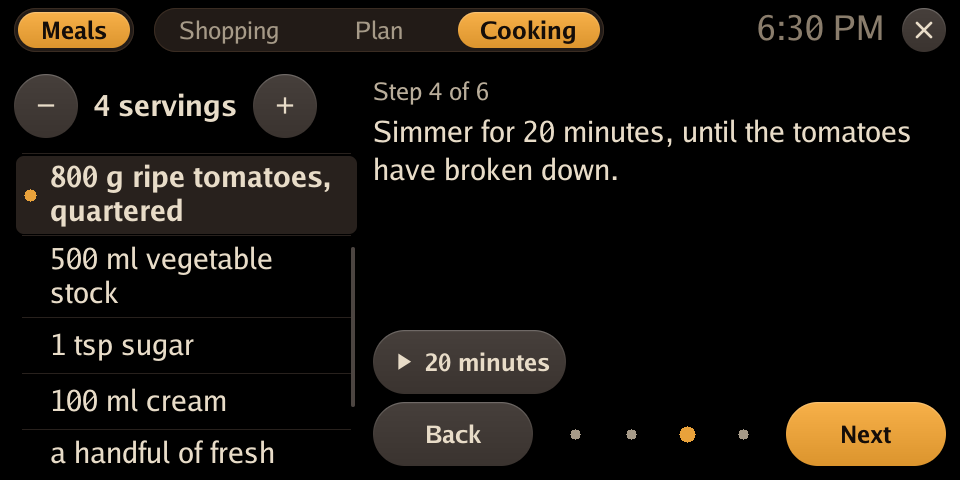 Meals
Shopping
Plan
Cooking
6:30 PM
4 servings
800 g ripe tomatoes,
quartered
500 ml vegetable
stock
1 tsp sugar
100 ml cream
a handful of fresh
Step 4 of 6
Simmer for 20 minutes, until the tomatoes
have broken down.
20 minutes
Back
Next